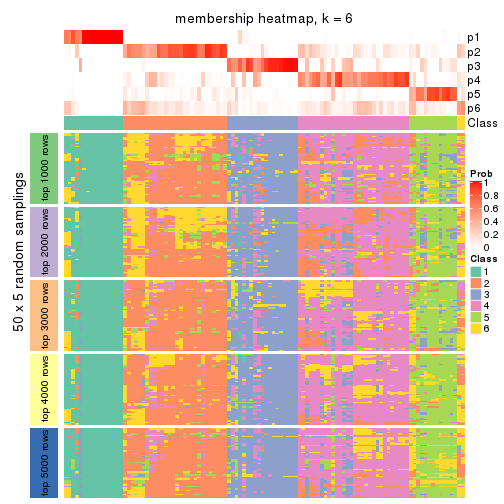 membership heatmap, k = 6
p1
p2
p3
p4
p5
p6
Class
50 x 5 random samplings
top 1000 rows
top 2000 rows
top 3000 rows
top 4000 rows
top 5000 rows
Prob
1
0.8
0.6
0.4
0.2
0
Class
1
2
3
4
5
6